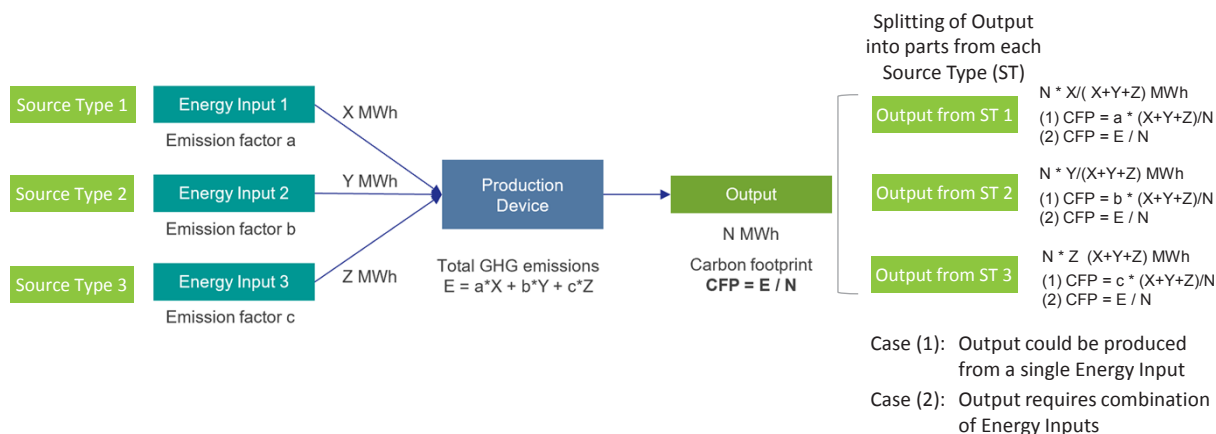 Splitting of Output
into parts from each
Source Type (ST)
Source Type 1
Energy Input 1
Emission factor a
X MWh
Source Type 2
Energy Input 2
Emission factor b
Y MWh
Source Type 3
Energy Input 3
Emission factor c
Z MWh
Production
Device
Total GHG emissions
E = a*X + b*Y + c*Z
Output
N MWh
Carbon footprint
CFP = E / N
Output from ST 1
N * X/( X+Y+Z) MWh
(1) CFP = a * (X+Y+Z)/N
(2) CFP = E / N
Output from ST 2
N * Y/(X+Y+Z) MWh
(1) CFP = b * (X+Y+Z)/N
(2) CFP = E / N
Output from ST 3
N * Z (X+Y+Z) MWh
(1) CFP = c * (X+Y+Z)/N
(2) CFP = E / N
Case (1): Output could be produced
from a single Energy Input
Case (2): Output requires combination
of Energy Inputs